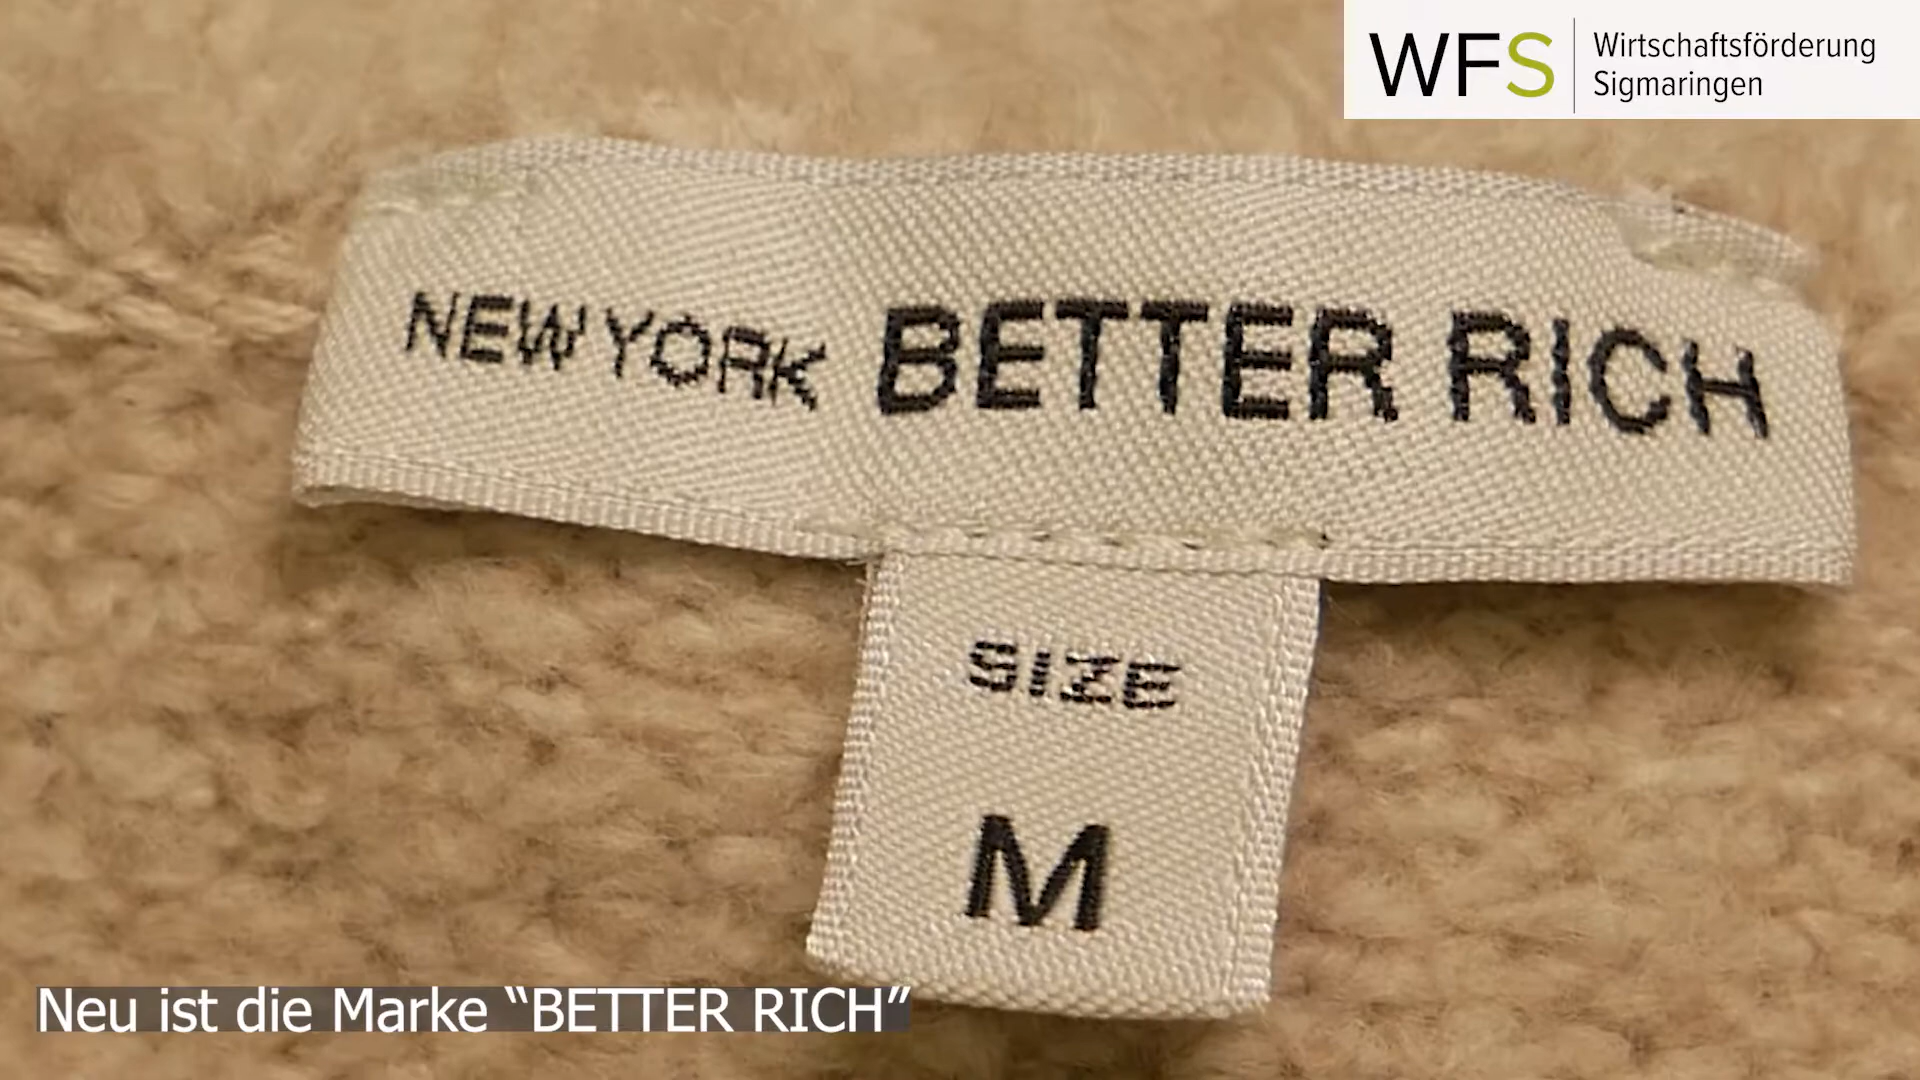 WFS
Wirtschaftsförderung
Sigmaringen
NEW YORK BETTER RICH
SIZE
M
Neu ist die Marke “BETTER RICH”